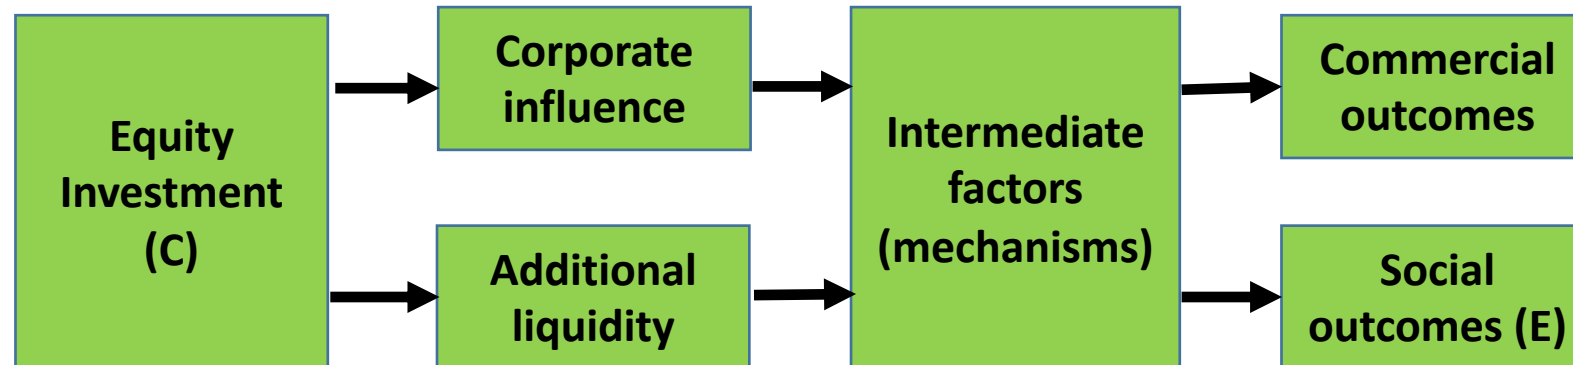 Equity
Investment
(C)
Corporate
influence
Additional
liquidity
Intermediate
factors
(mechanisms)
Commercial
outcomes
Social
outcomes (E)